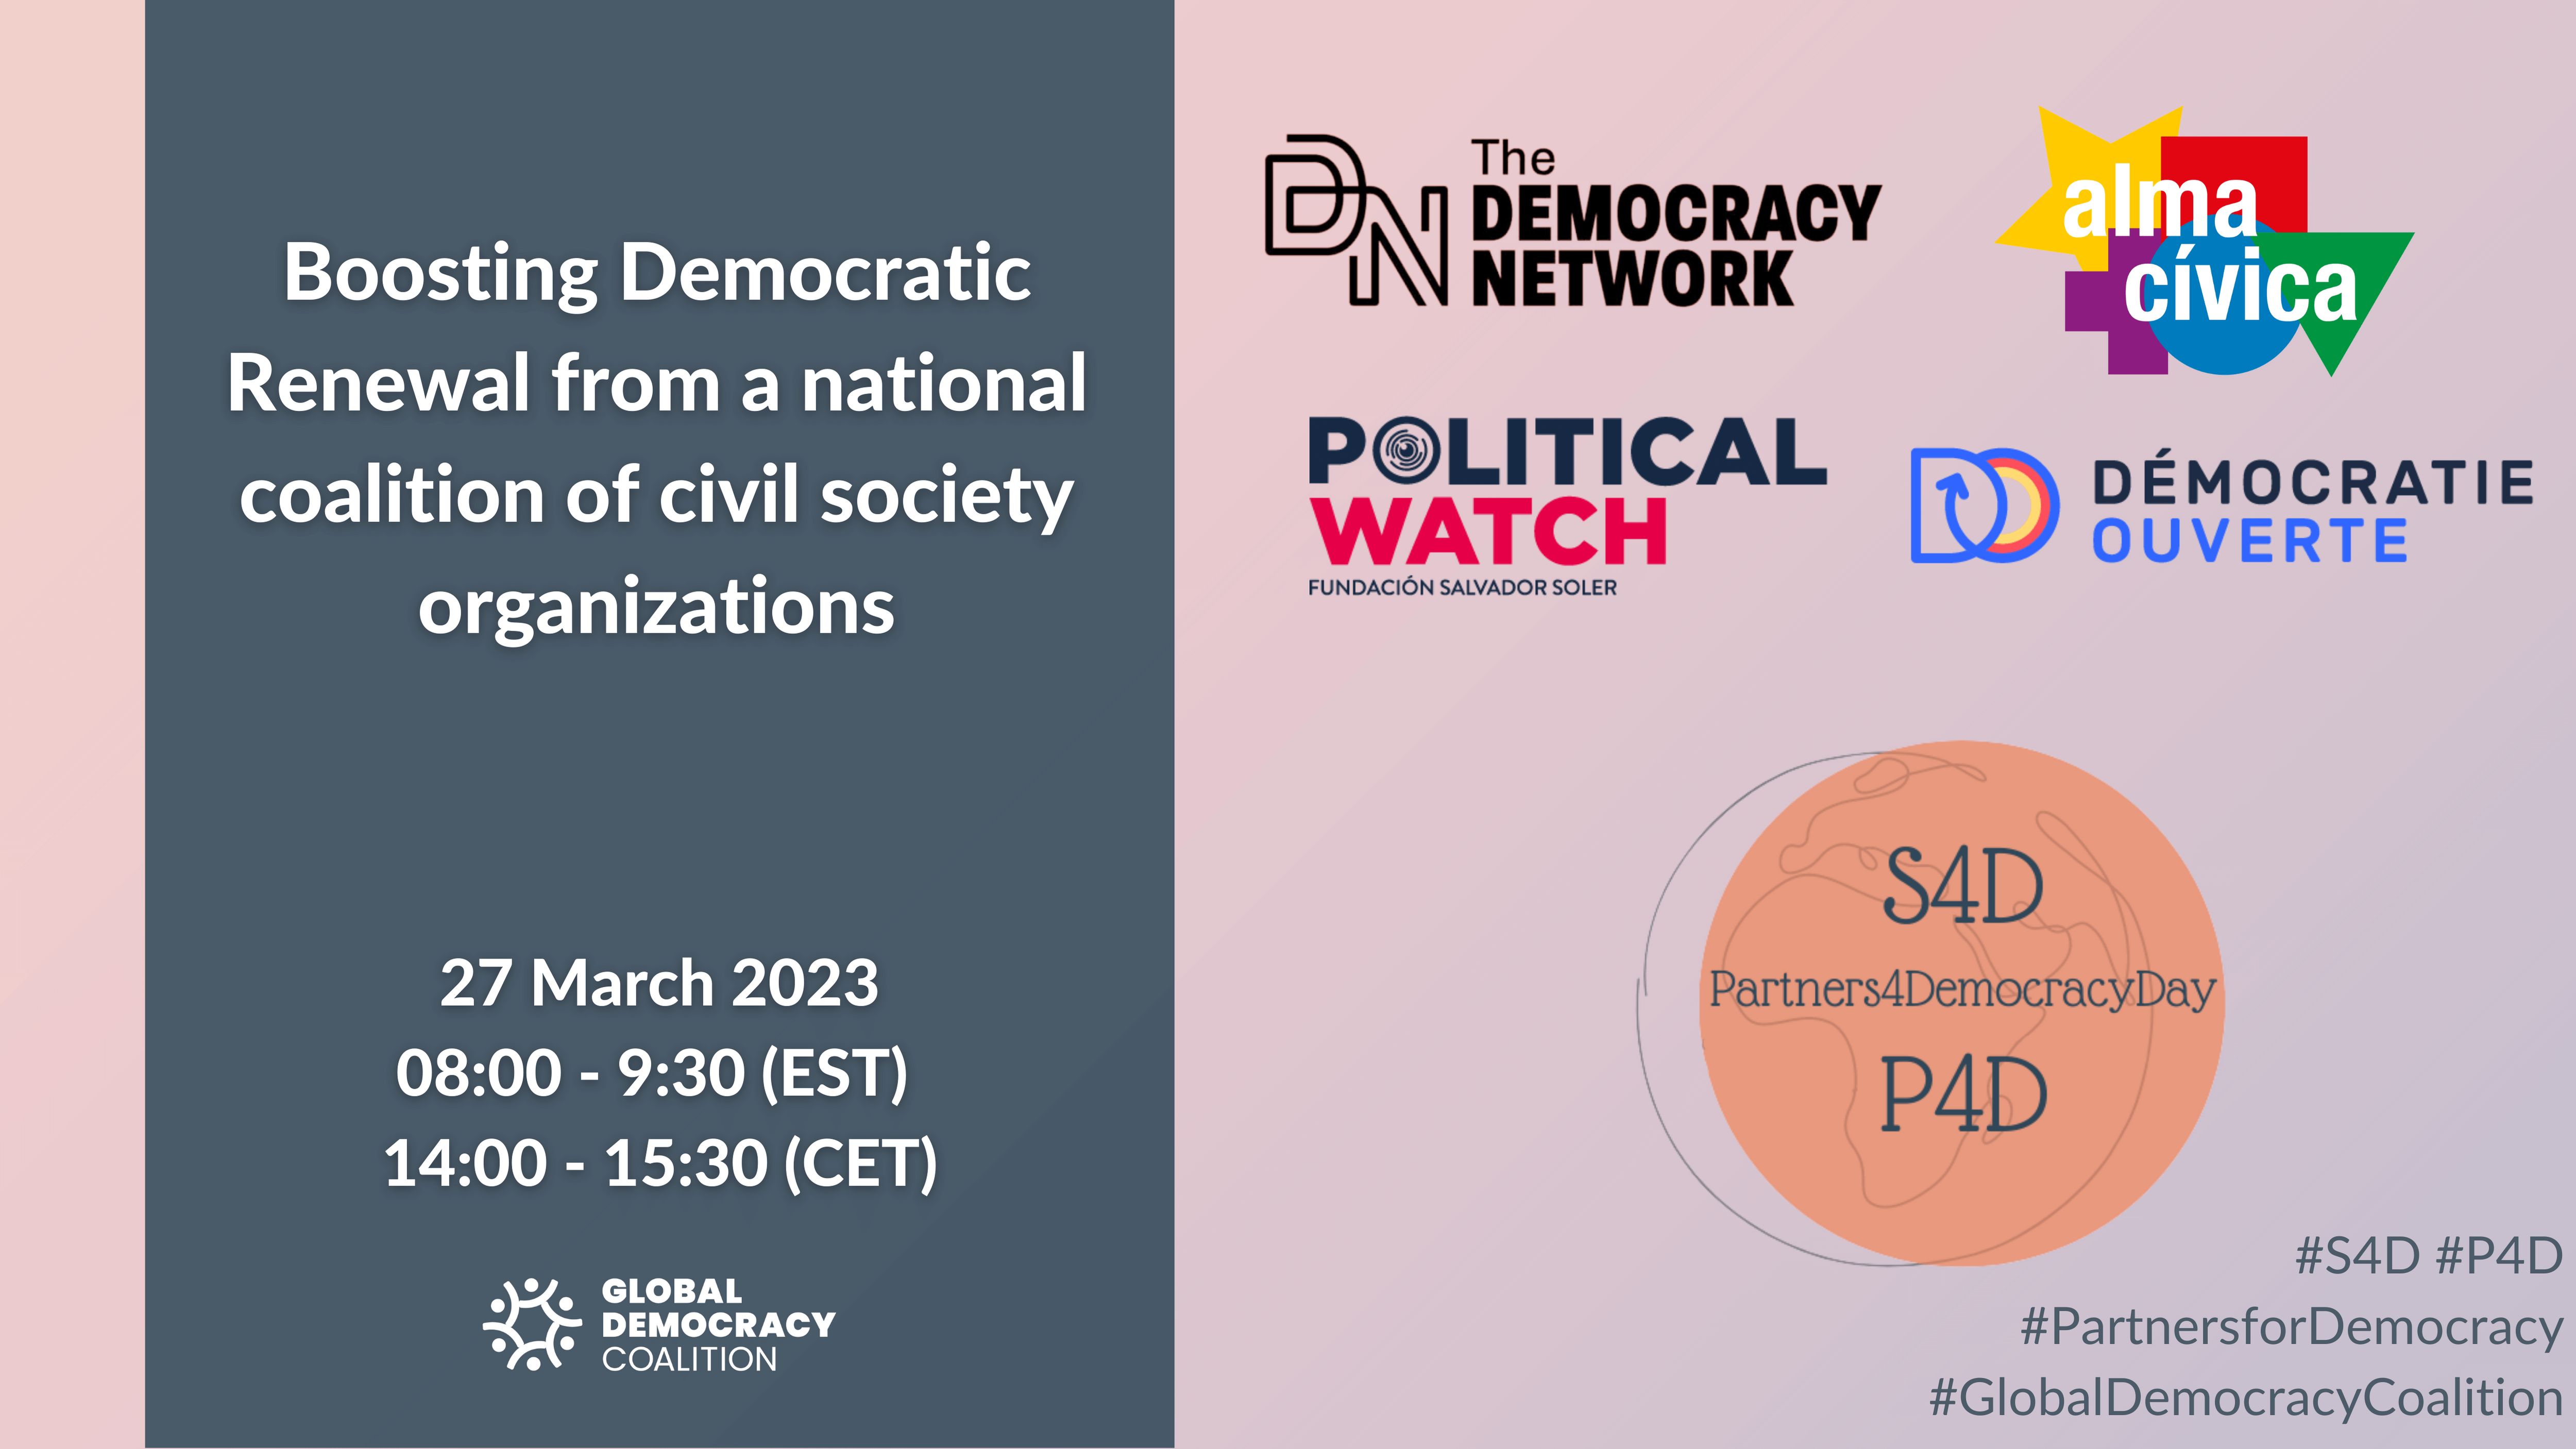 Boosting Democratic
Renewal from a national
coalition of civil society
organizations
27 March 2023
08:00 - 9:30 (EST)
14:00 - 15:30 (CET)
GLOBAL
DEMOCRACY
COALITION
DN
The
DEMOCRACY
NETWORK
alma
cívica
POLITICAL
WATCH
FUNDACIÓN SALVADOR SOLER
DÉMOCRATIE
OUVERTE
S4D
Partners4DemocracyDay
P4D
#S4D #P4D
#PartnersforDemocracy
#GlobalDemocracyCoalition